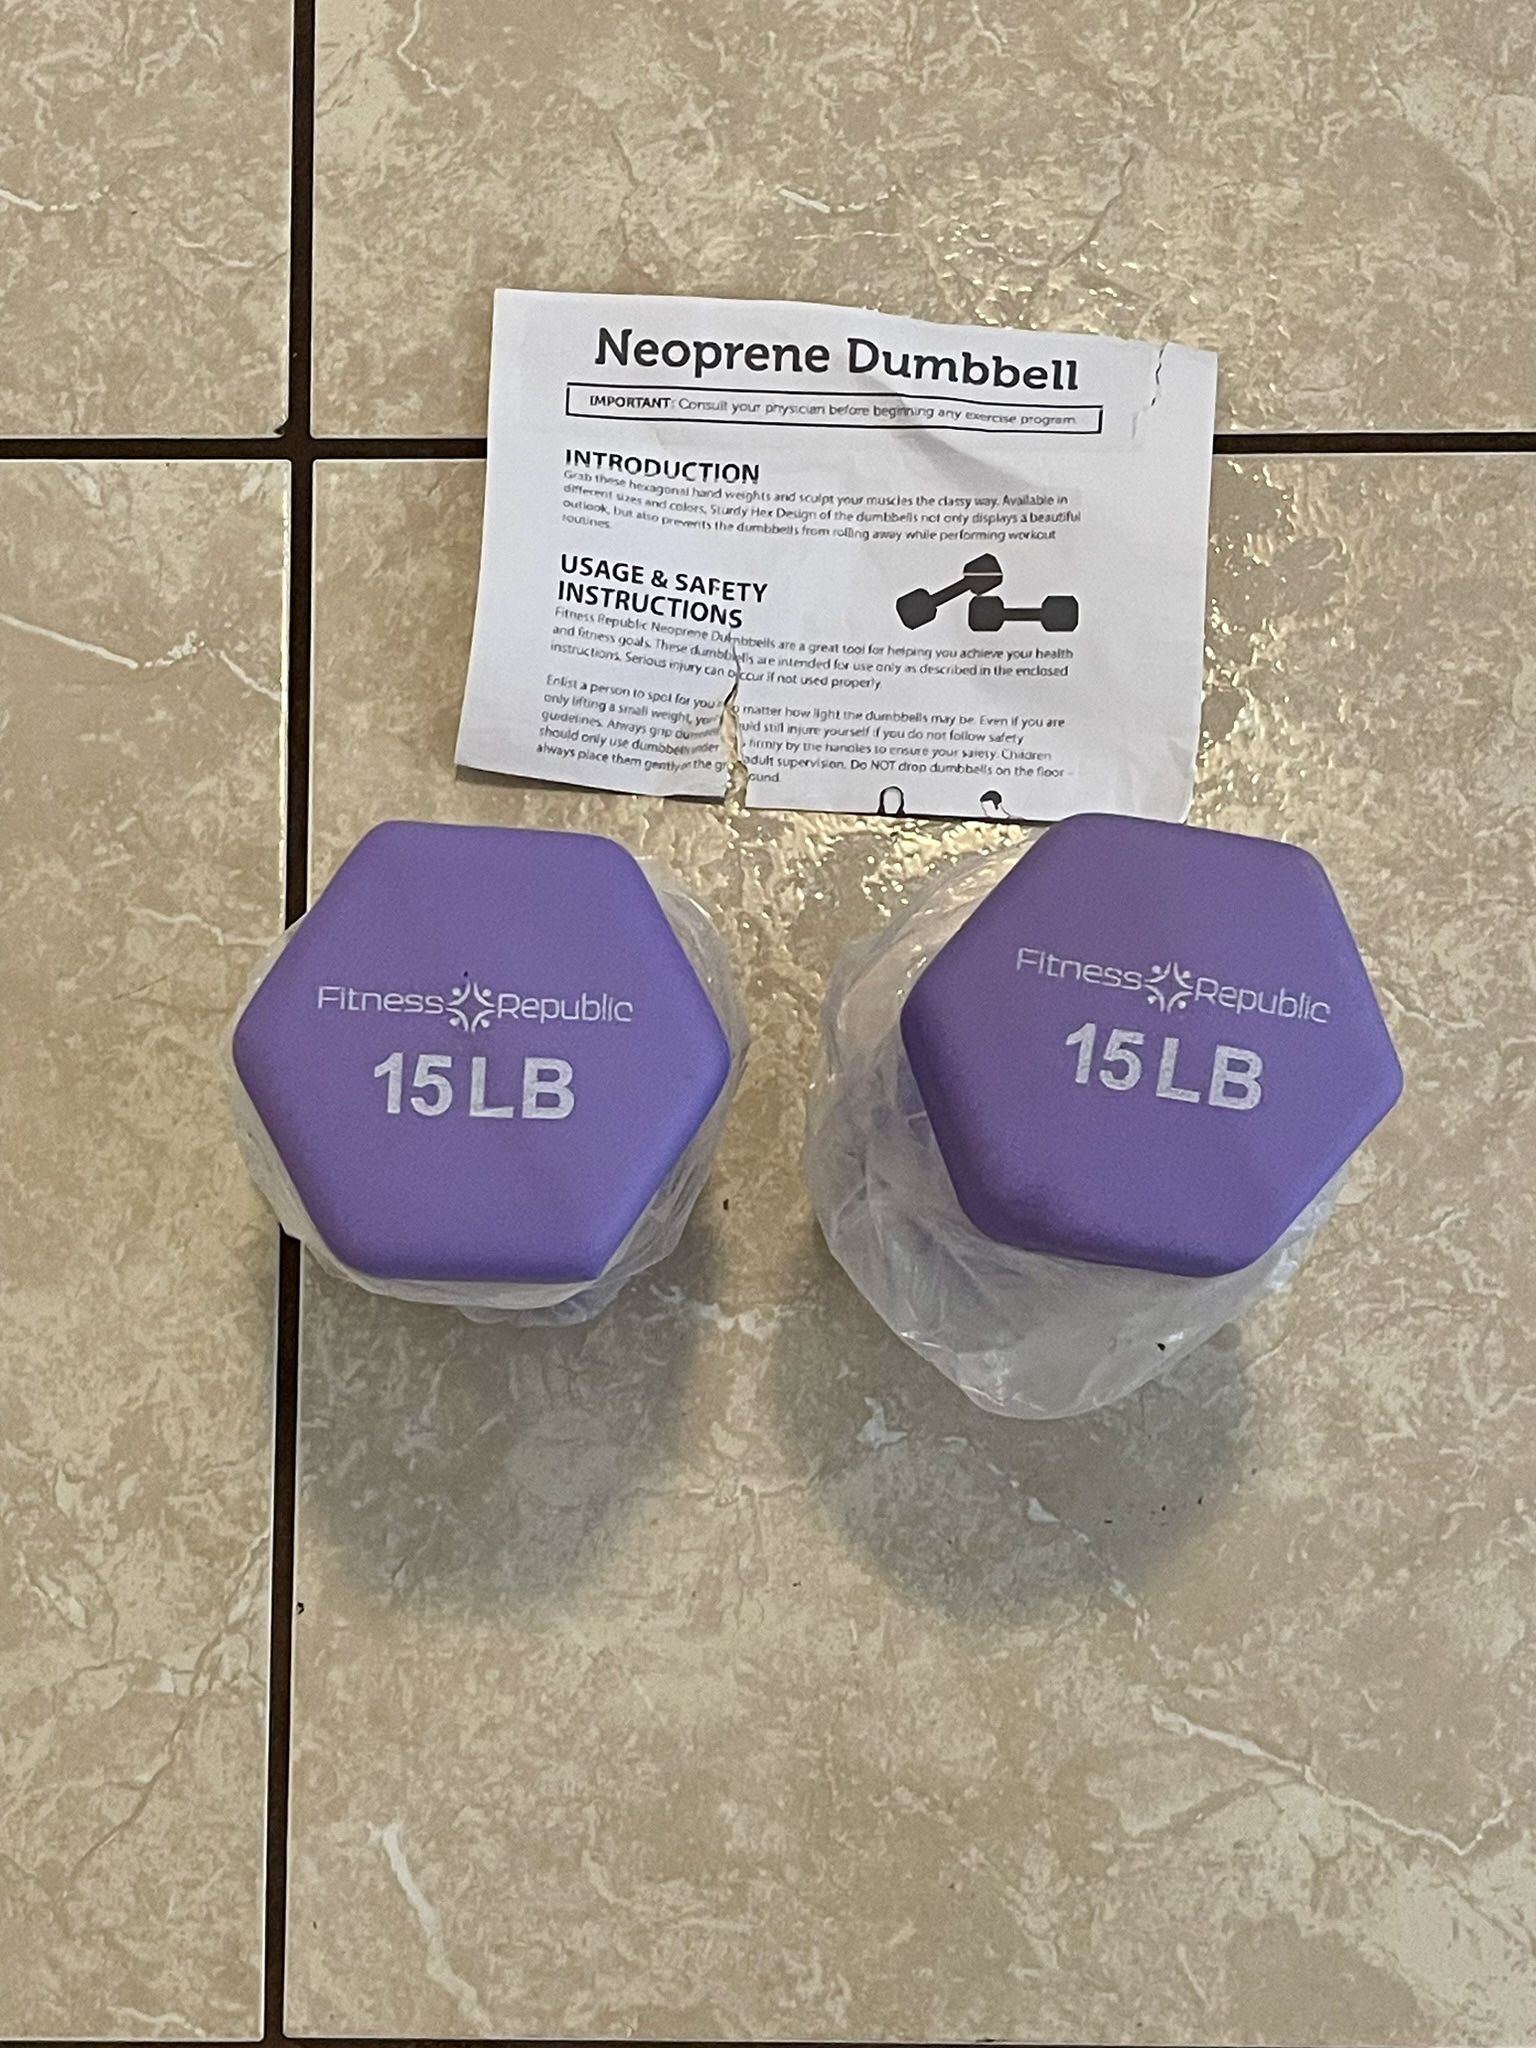 Neoprene Dumbbell
IMPORTANT: Consult your physician before beginning any exercise program.
INTRODUCTION
Grab these hexagonal hand weights and sculpt your muscles the classy way. Available in
different sizes and colors, Sturdy Hex Design of the dumbbells not only displays a beautiful
outlook, but also prevents the dumbbells from rolling away while performing workout
routines.
USAGE & SAFETY
INSTRUCTIONS
Fitness Republic Neoprene Dumbbells are a great tool for helping you achieve your health
and fitness goals. These dumbbells are intended for use only as described in the enclosed
instructions. Serious injury can occur if not used properly.
Enlist a person to spot for you matter how light the dumbbells may be. Even if you are
only lifting a small weight, still injure yourself if you do not follow safety
guidelines. Always grip firmly by the handles to ensure your safety. Children
should only use dumbbells under adult supervision. Do NOT drop dumbbells on the floor -
always place them gently on the ground.
Fitness Republic
15 LB
Fitness Republic
15 LB